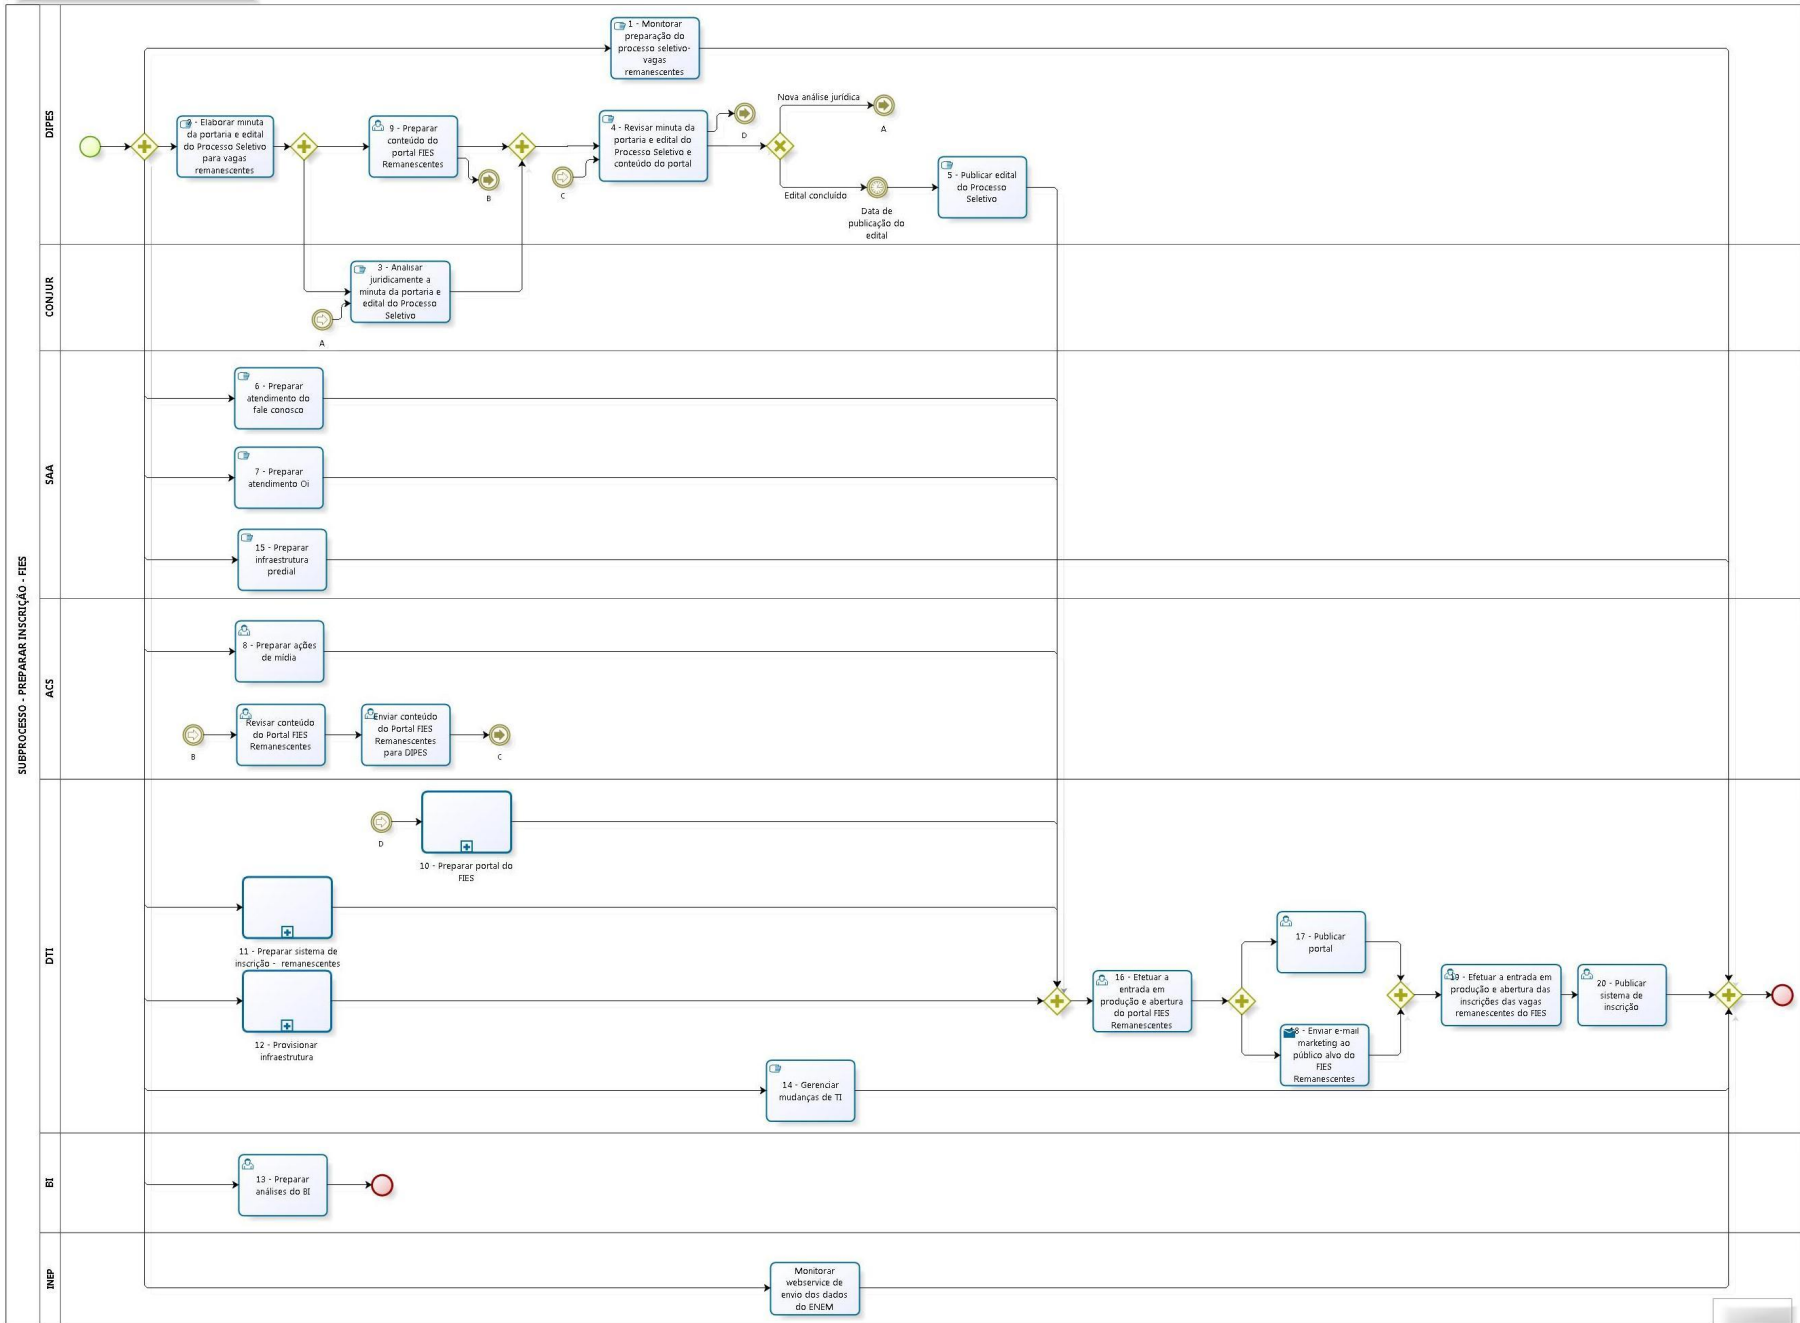 SUBPROCESSO - PREPARAR INSCRIÇÃO - FIES
DIPES
1 - Monitorar
preparação do
processo seletivo-
vagas
remanescentes
2 - Elaborar minuta
da portaria e edital
do Processo Seletivo
para vagas
remanescentes
9 - Preparar
conteúdo do
portal FIES
Remanescentes
B
C
4 - Revisar minuta da
portaria e edital do
Processo Seletivo e
conteúdo do portal
D
Nova análise jurídica
A
Edital concluído
Data de
publicação do
edital
5 - Publicar edital
do Processo
Seletivo
CONJUR
3 - Analisar
juridicamente a
minuta da portaria e
edital do Processo
Seletivo
A
SAA
6 - Preparar
atendimento do
fale conosco
7 - Preparar
atendimento Oi
15 - Preparar
infraestrutura
predial
ACS
8 - Preparar ações
de mídia
B
Revisar conteúdo
do Portal FIES
Remanescentes
Enviar conteúdo
do Portal FIES
Remanescentes
para DIPES
C
DTI
D
10 - Preparar portal do
FIES
11 - Preparar sistema de
inscrição - remanescentes
12 - Provisionar
infraestrutura
16 - Efetuar a
entrada em
produção e abertura
do portal FIES
Remanescentes
17 - Publicar
portal
18 - Enviar e-mail
marketing ao
público alvo do
FIES
Remanescentes
19 - Efetuar a entrada em
produção e abertura das
inscrições das vagas
remanescentes do FIES
20 - Publicar
sistema de
inscrição
14 - Gerenciar
mudanças de TI
BI
13 - Preparar
análises do BI
INEP
Monitorar
webservice de
envio dos dados
do ENEM